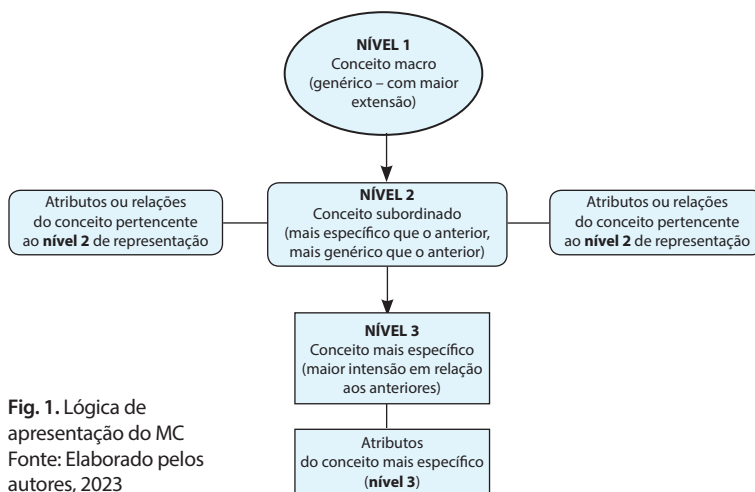 NÍVEL 1
Conceito macro
(genérico – com maior
extensão)
Atributos ou relações
do conceito pertencente
ao nível 2 de representação
NÍVEL 2
Conceito subordinado
(mais específico que o anterior,
mais genérico que o anterior)
Atributos ou relações
do conceito pertencente
ao nível 2 de representação
NÍVEL 3
Conceito mais específico
(maior intensão em relação
aos anteriores)
Atributos
do conceito mais específico
(nível 3)
Fig. 1. Lógica de
apresentação do MC
Fonte: Elaborado pelos
autores, 2023